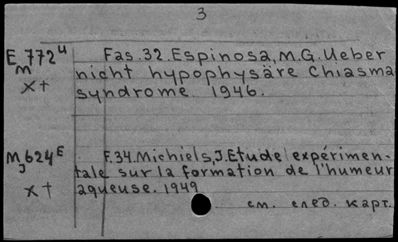 3
E 772ᵘ Fas. 32. Espinosa, M.G. Ueber
M nicht hypophysäre Chiasma
x+ syndrome. 1946.
M 624ᴱ F. 34. Michiels, J. Etude expérimen-
J tale sur la formation de l'humeur
x+ aqueuse. 1949
см. след. карт.